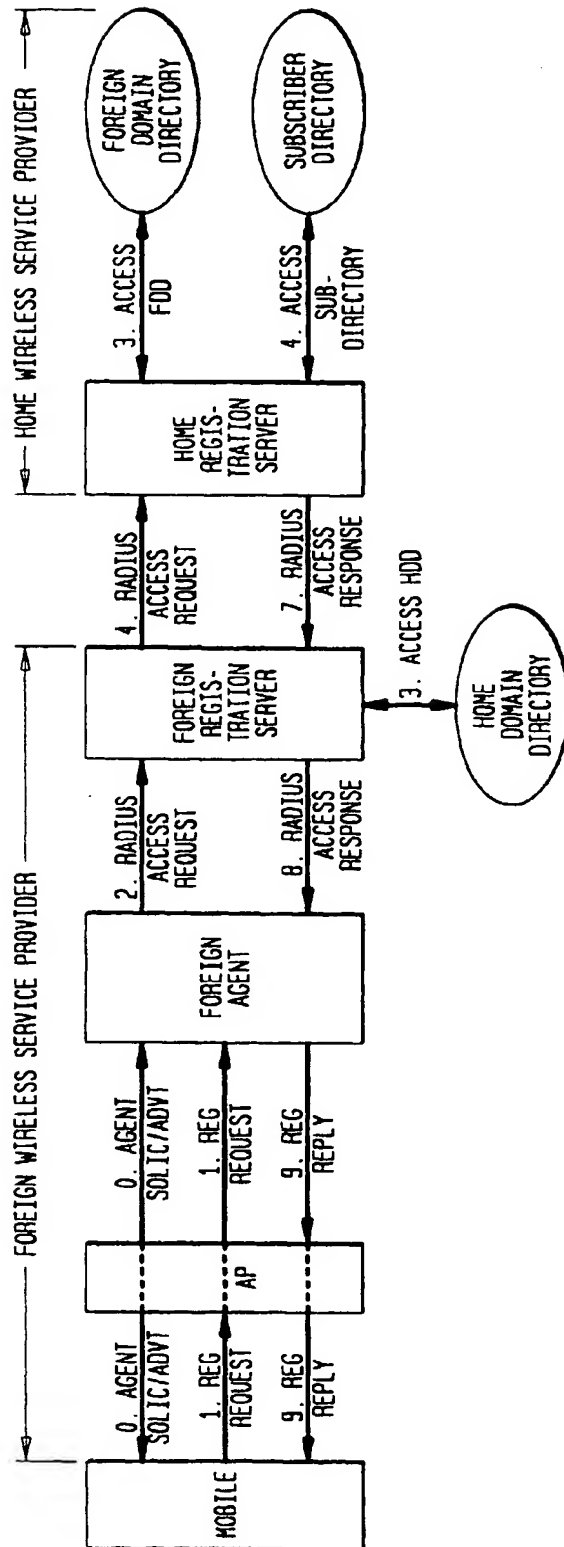 HOME WIRELESS SERVICE PROVIDER
FOREIGN WIRELESS SERVICE PROVIDER
MOBILE
0. AGENT
SOLIC/ADVT
1. REG
REQUEST
9. REG
REPLY
AP
0. AGENT
SOLIC/ADVT
1. REG
REQUEST
9. REG
REPLY
FOREIGN
AGENT
2. RADIUS
ACCESS
REQUEST
8. RADIUS
ACCESS
RESPONSE
FOREIGN
REGIS-
TRATION
SERVER
3. ACCESS HDD
HOME
DOMAIN
DIRECTORY
4. RADIUS
ACCESS
REQUEST
7. RADIUS
ACCESS
RESPONSE
HOME
REGIS-
TRATION
SERVER
3. ACCESS
FDD
4. ACCESS
SUB-
DIRECTORY
FOREIGN
DOMAIN
DIRECTORY
SUBSCRIBER
DIRECTORY